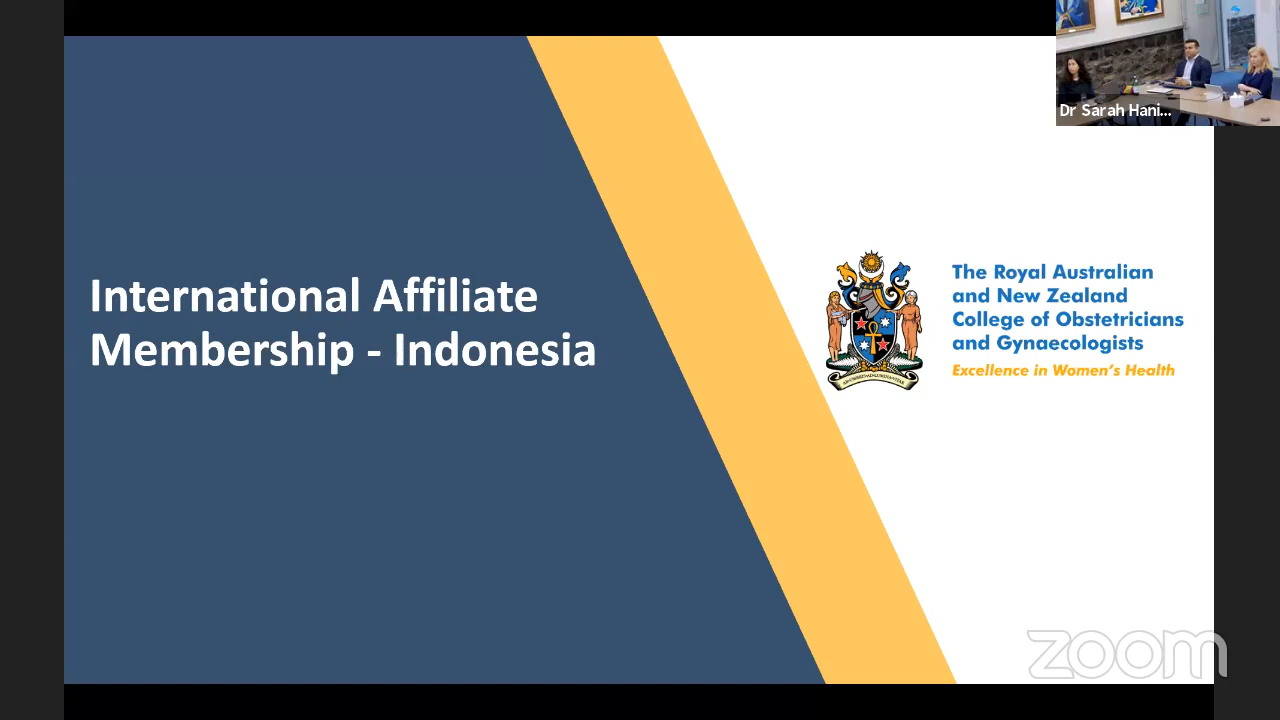 Dr Sarah Hani...
International Affiliate
Membership - Indonesia
The Royal Australian
and New Zealand
College of Obstetricians
and Gynaecologists
Excellence in Women's Health
zoom